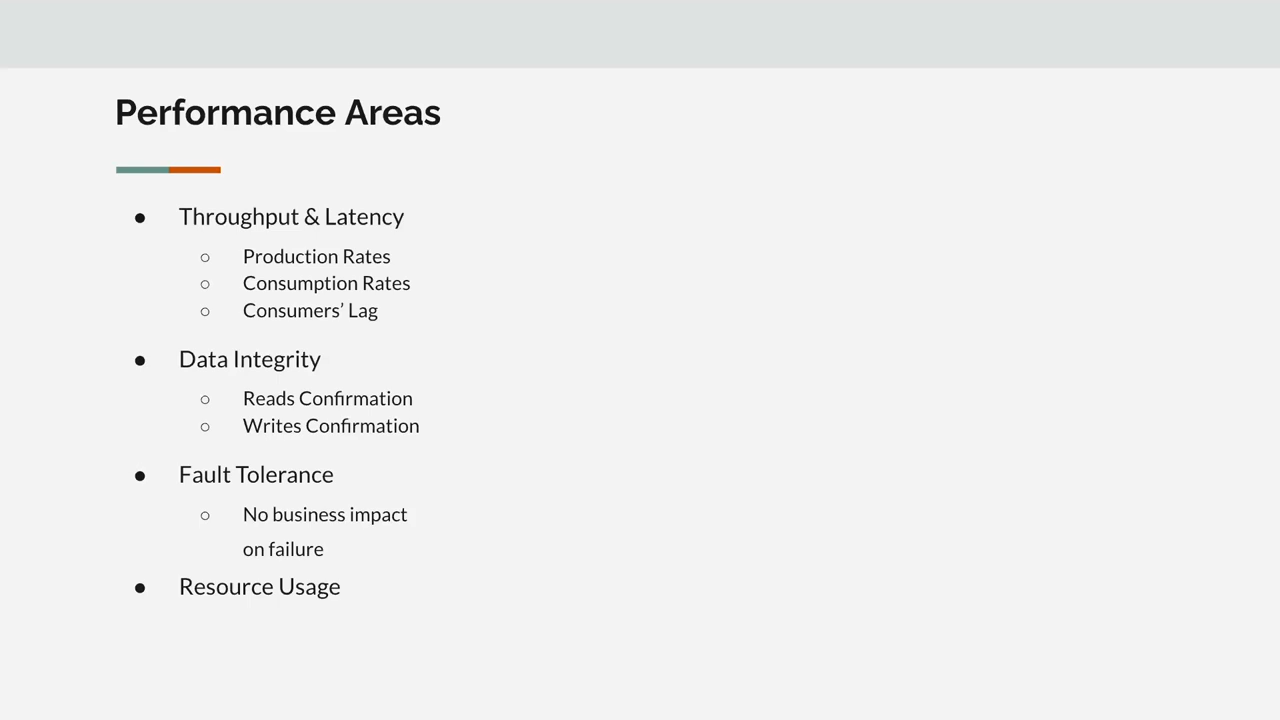 Performance Areas
● Throughput & Latency
○ Production Rates
○ Consumption Rates
○ Consumers’ Lag
● Data Integrity
○ Reads Confirmation
○ Writes Confirmation
● Fault Tolerance
○ No business impact
on failure
● Resource Usage